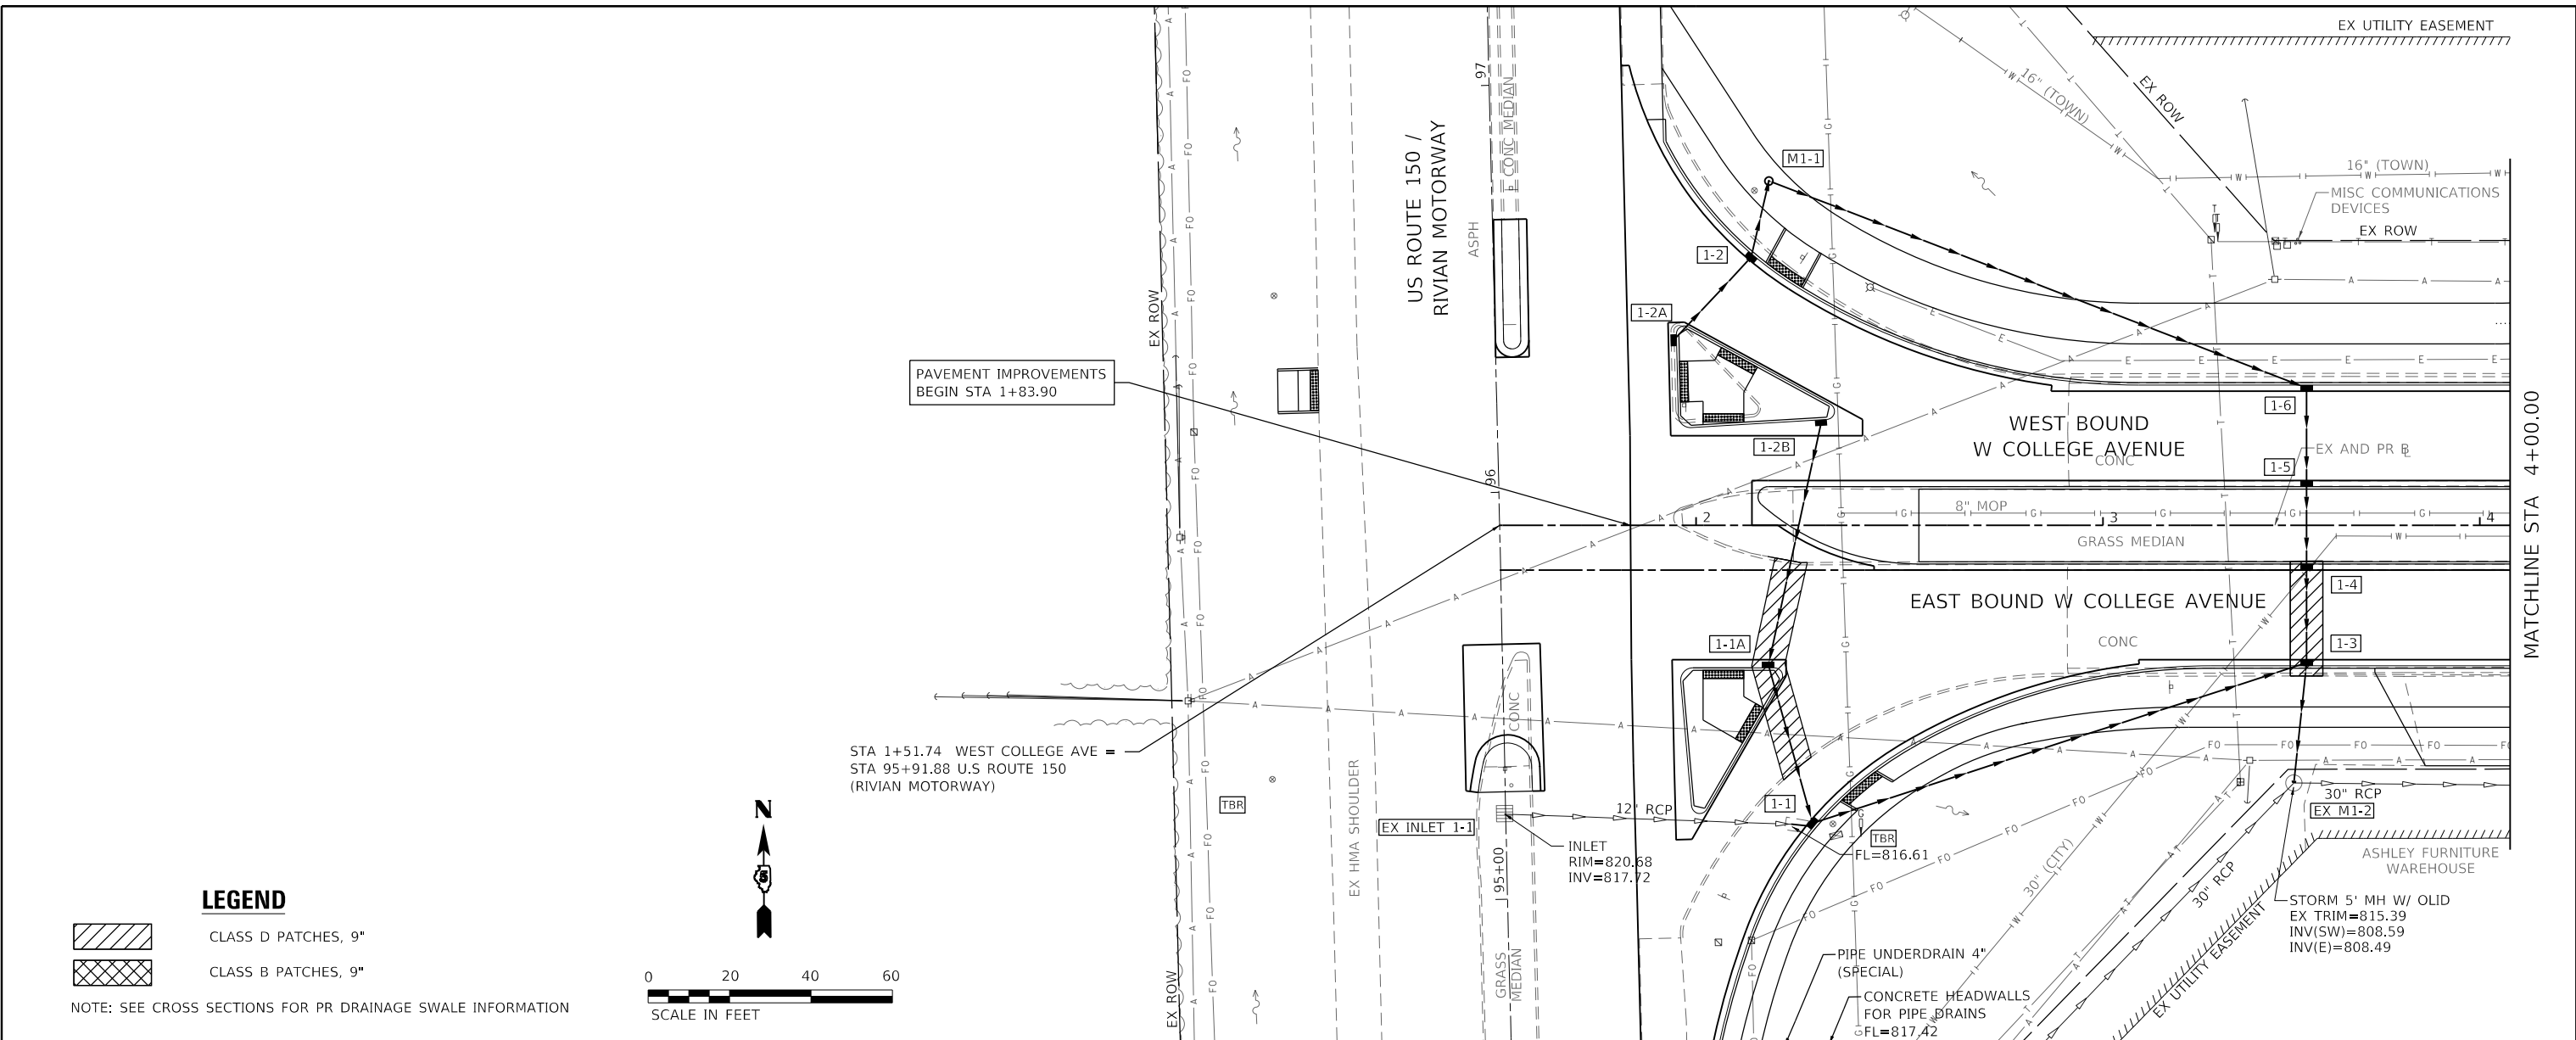 EX UTILITY EASEMENT
97
CONC MEDIAN
16" (TOWN)
EX ROW
US ROUTE 150 /
RIVIAN MOTORWAY
M1-1
16" (TOWN)
MISC COMMUNICATIONS
DEVICES
EX ROW
ASPH
1-2
EX ROW
1-2A
PAVEMENT IMPROVEMENTS
BEGIN STA 1+83.90
1-6
WEST BOUND
W COLLEGE AVENUE
CONC
1-2B
1-5
EX AND PR BL
MATCHLINE STA 4+00.00
96
8" MOP
2
3
4
GRASS MEDIAN
1-4
EAST BOUND W COLLEGE AVENUE
CONC
1-1A
1-3
CONC
STA 1+51.74 WEST COLLEGE AVE =
STA 95+91.88 U.S ROUTE 150
(RIVIAN MOTORWAY)
TBR
EX HMA SHOULDER
12" RCP
1-1
EX INLET 1-1
30" RCP
EX M1-2
TBR
FL=816.61
INLET
RIM=820.68
INV=817.72
95+00
ASHLEY FURNITURE
WAREHOUSE
30" (CITY)
30" RCP
EX UTILITY EASEMENT
STORM 5' MH W/ OLID
EX TRIM=815.39
INV(SW)=808.59
INV(E)=808.49
GRASS
MEDIAN
PIPE UNDERDRAIN 4"
(SPECIAL)
CONCRETE HEADWALLS
FOR PIPE DRAINS
FL=817.42
EX ROW
N
LEGEND
CLASS D PATCHES, 9"
CLASS B PATCHES, 9"
NOTE: SEE CROSS SECTIONS FOR PR DRAINAGE SWALE INFORMATION
0 20 40 60
SCALE IN FEET